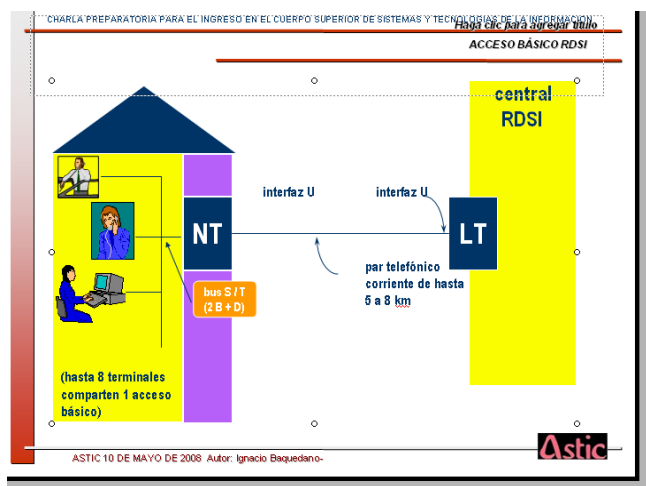 CHARLA PREPARATORIA PARA EL INGRESO EN EL CUERPO SUPERIOR DE SISTEMAS Y TECNOLOGIAS DE LA INFORMACION
Haga clic para agregar título
ACCESO BÁSICO RDSI
central
RDSI
interfaz U
interfaz U
NT
LT
par telefónico
corriente de hasta
5 a 8 km
bus S / T
(2 B + D)
(hasta 8 terminales
comparten 1 acceso
básico)
Astic
ASTIC 10 DE MAYO DE 2008 Autor: Ignacio Baquedano-